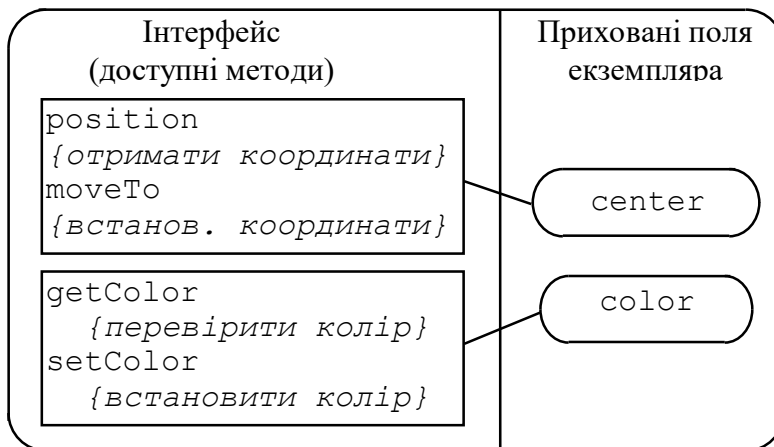 Інтерфейс
(доступні методи)
position
{отримати координати}
moveTo
{встанов. координати}
getColor
{перевірити колір}
setColor
{встановити колір}
Приховані поля
екземпляра
center
color